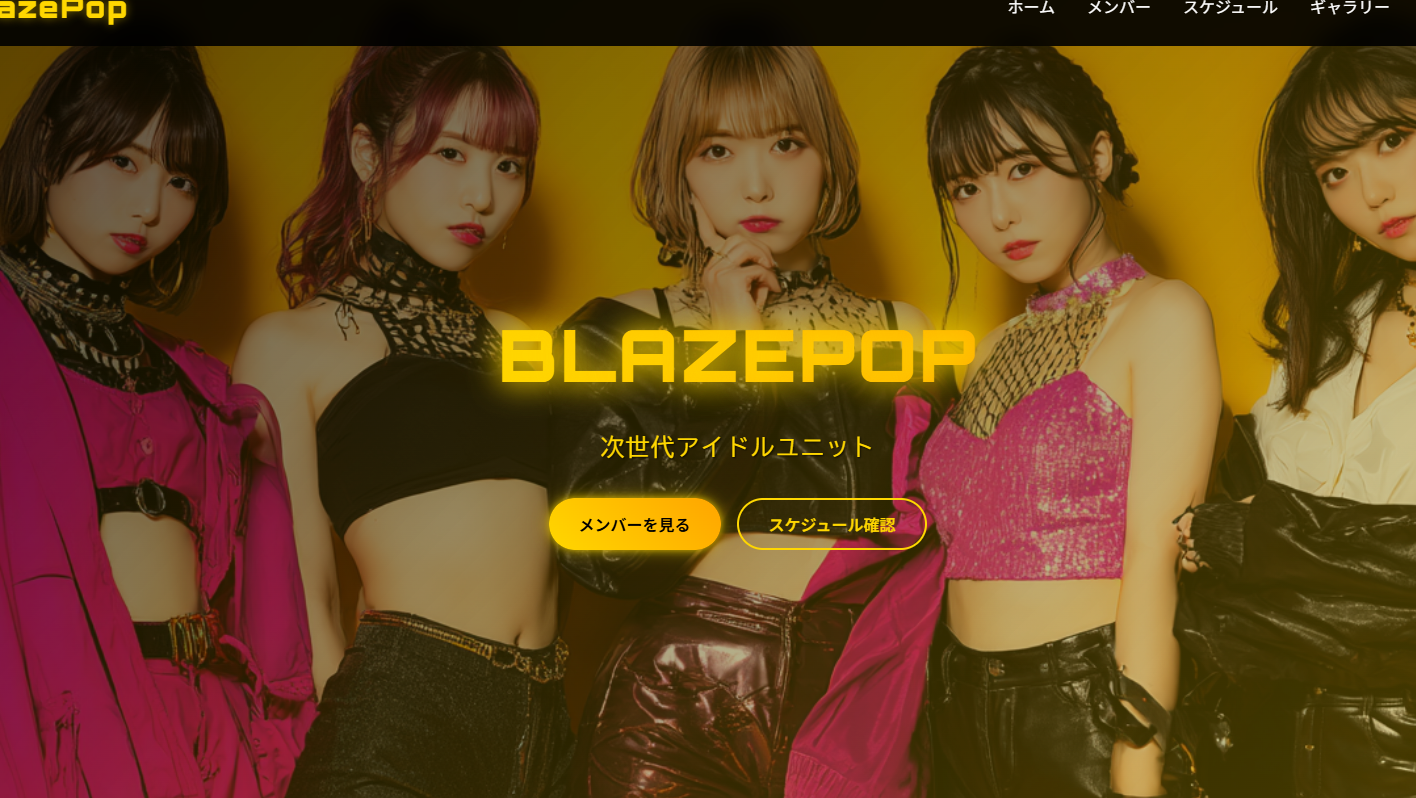 azePop
ホーム メンバー スケジュール ギャラリー
BLAZEPOP
次世代アイドルユニット
メンバーを見る スケジュール確認